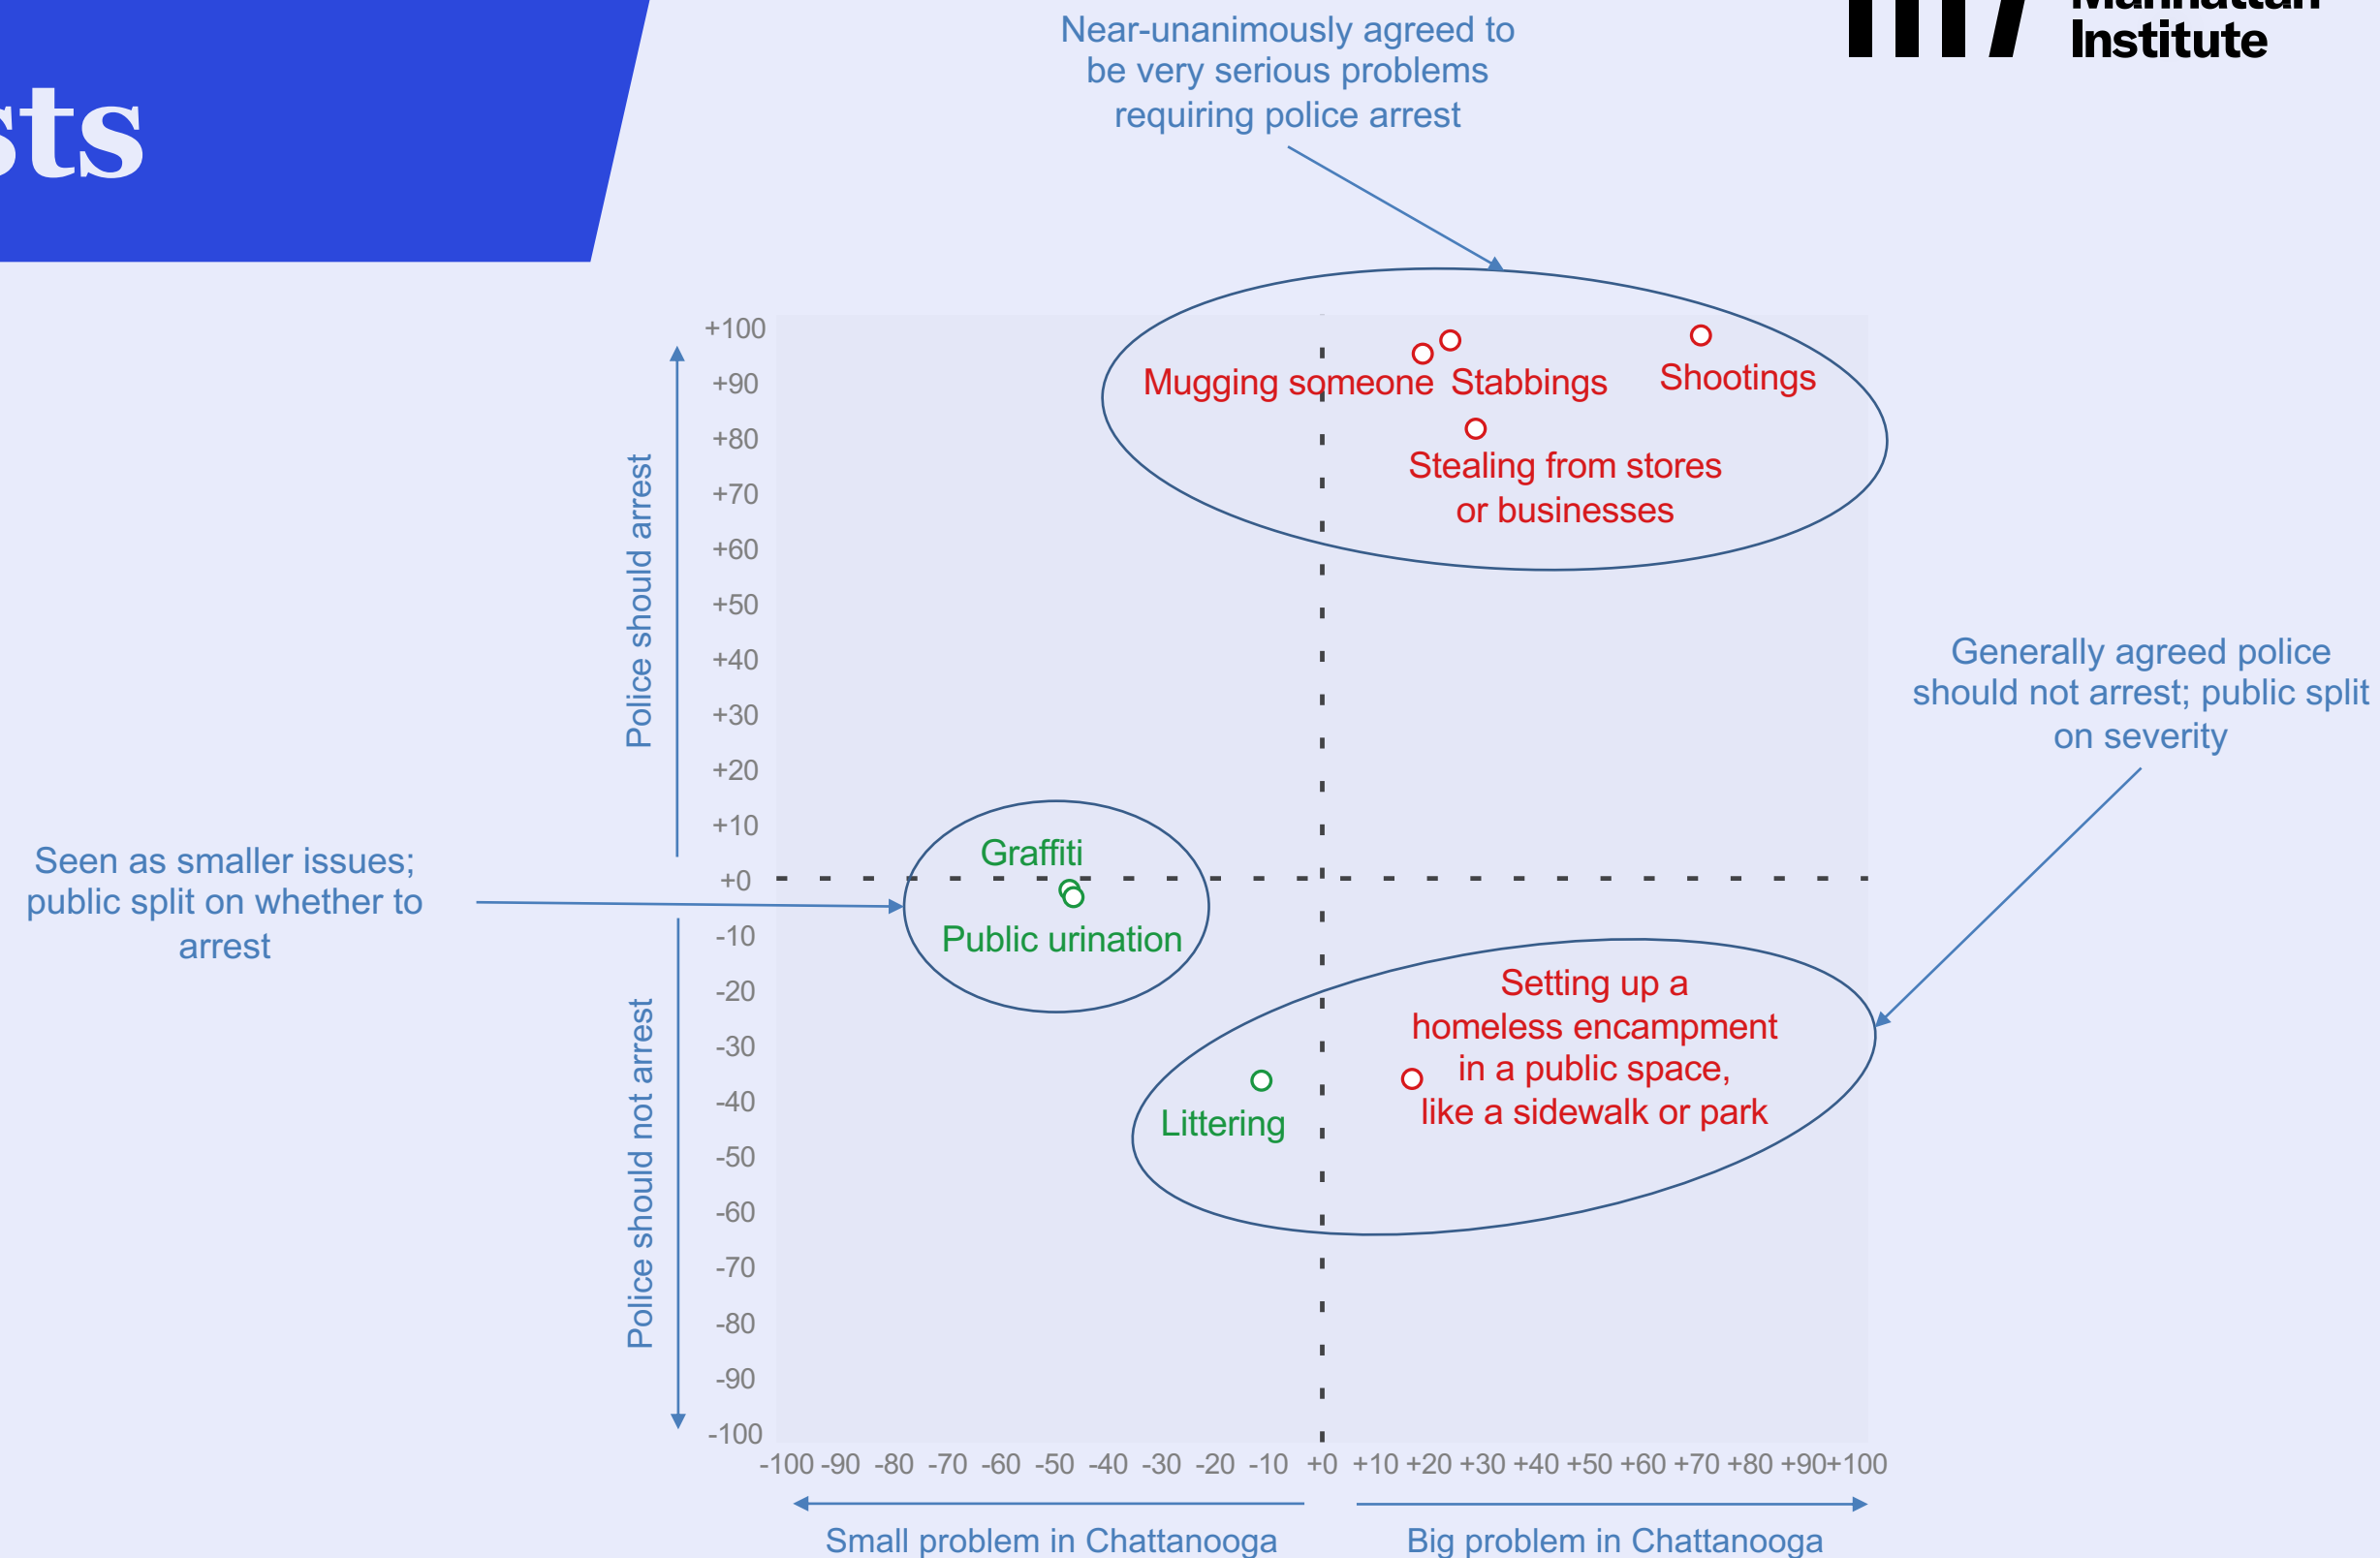 sts
Manhattan
Institute
Near-unanimously agreed to
be very serious problems
requiring police arrest
+100
+90
+80
+70
+60
+50
+40
+30
+20
+10
+0
-10
-20
-30
-40
-50
-60
-70
-80
-90
-100
Police should arrest
Police should not arrest
Mugging someone
Stabbings
Shootings
Stealing from stores
or businesses
Generally agreed police
should not arrest; public split
on severity
Seen as smaller issues;
public split on whether to
arrest
Graffiti
Public urination
Setting up a
homeless encampment
in a public space,
like a sidewalk or park
Littering
-100 -90 -80 -70 -60 -50 -40 -30 -20 -10 +0 +10 +20 +30 +40 +50 +60 +70 +80 +90 +100
Small problem in Chattanooga
Big problem in Chattanooga